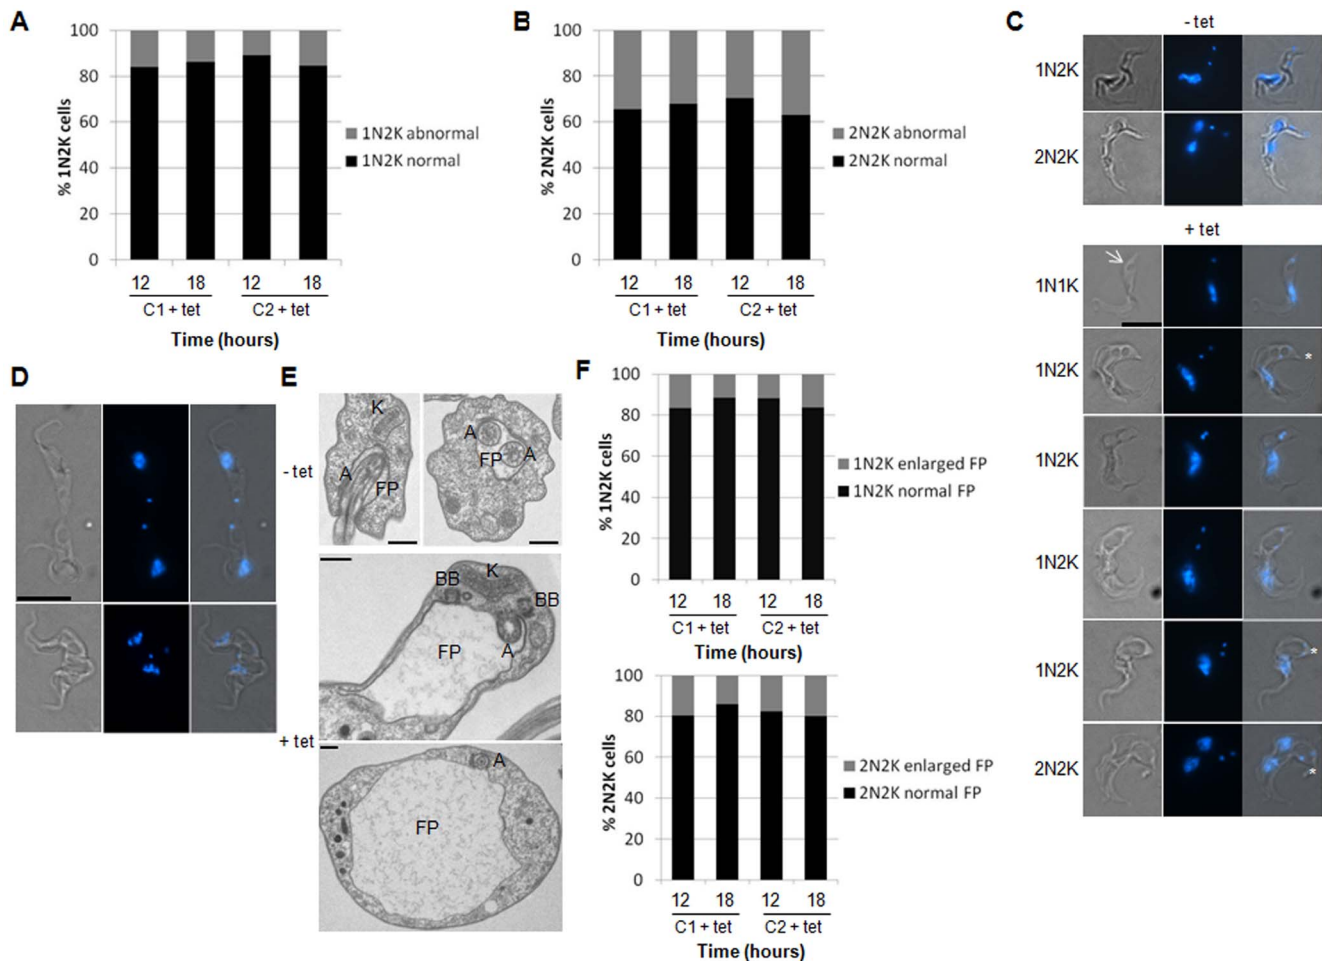 A
100
80
60
40
20
0
% 1N2K cells
1N2K abnormal
1N2K normal
12 18 12 18
C1 + tet C2 + tet
Time (hours)
B
100
80
60
40
20
0
% 2N2K cells
2N2K abnormal
2N2K normal
12 18 12 18
C1 + tet C2 + tet
Time (hours)
C
- tet
1N2K
2N2K
+ tet
1N1K
1N2K
*
1N2K
1N2K
1N2K
*
2N2K
*
D
E
- tet
K
A
FP
A
FP
A
+ tet
K
BB
BB
FP
A
A
FP
F
100
80
60
40
20
0
% 1N2K cells
1N2K enlarged FP
1N2K normal FP
12 18 12 18
C1 + tet C2 + tet
Time (hours)
100
80
60
40
20
0
% 2N2K cells
2N2K enlarged FP
2N2K normal FP
12 18 12 18
C1 + tet C2 + tet
Time (hours)